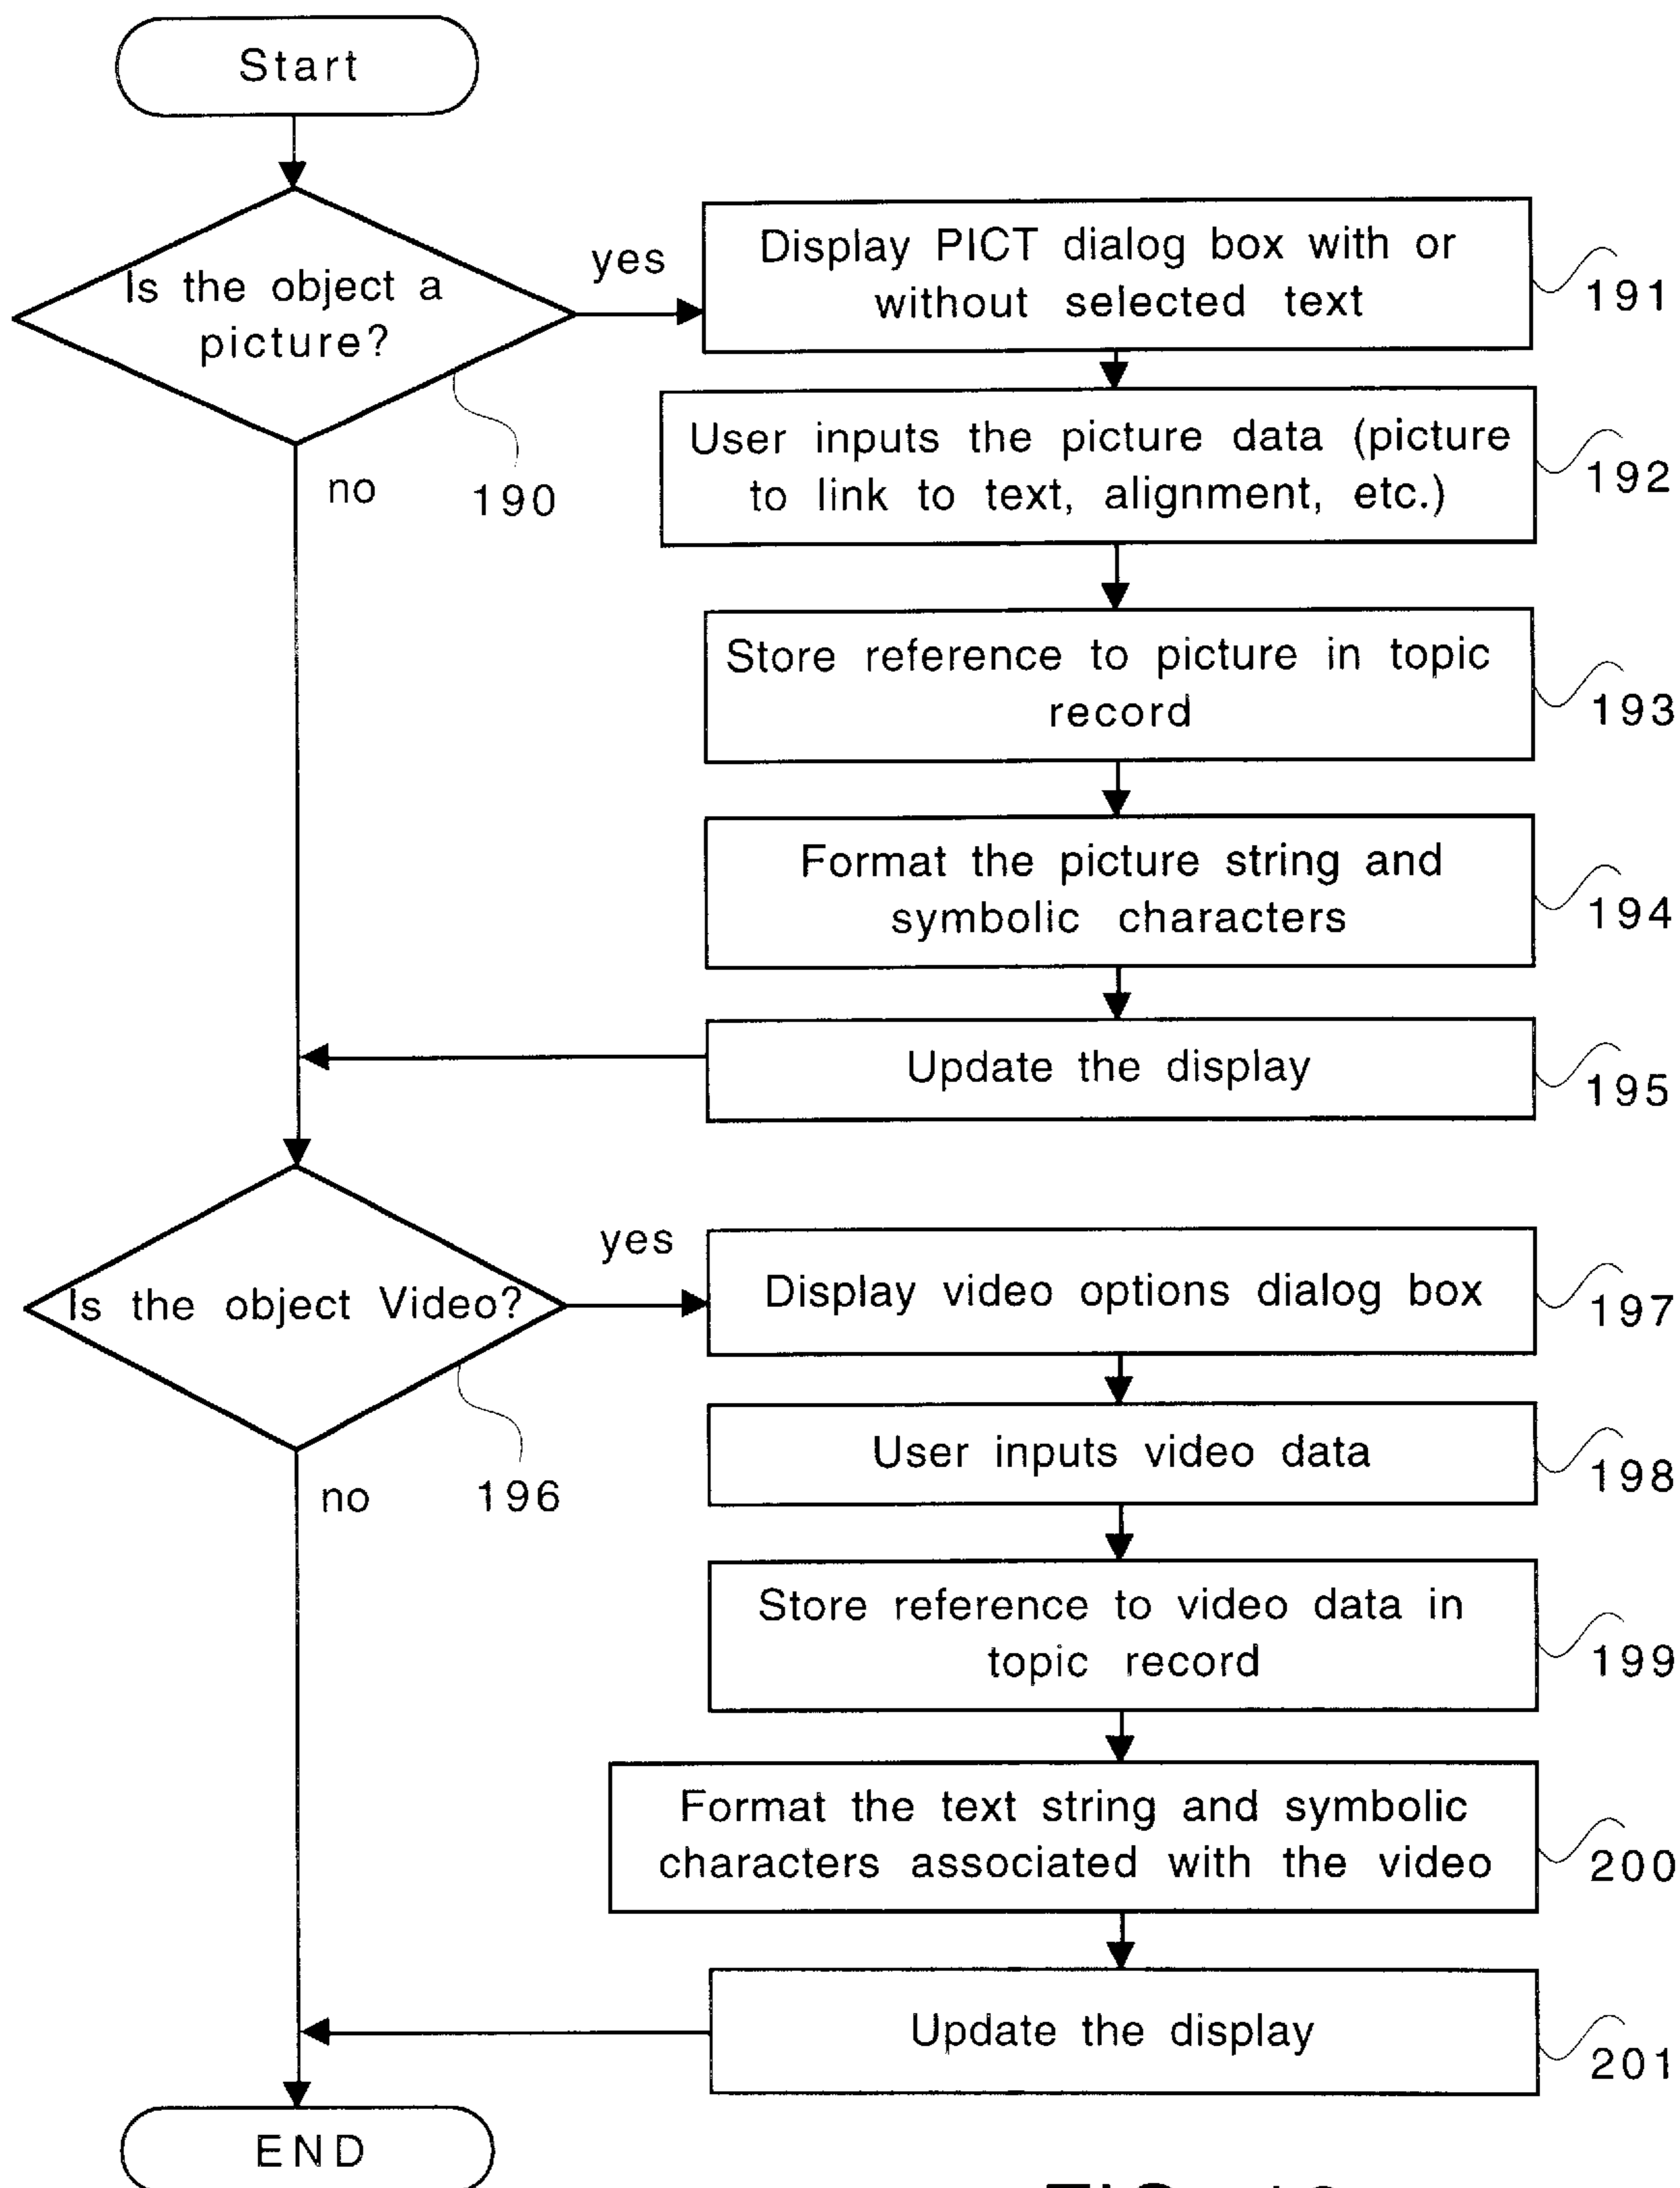 Start
Is the object a
picture?
yes
no
190
Display PICT dialog box with or
without selected text
191
User inputs the picture data (picture
to link to text, alignment, etc.)
192
Store reference to picture in topic
record
193
Format the picture string and
symbolic characters
194
Update the display
195
Is the object Video?
yes
no
196
Display video options dialog box
197
User inputs video data
198
Store reference to video data in
topic record
199
Format the text string and symbolic
characters associated with the video
200
Update the display
201
END